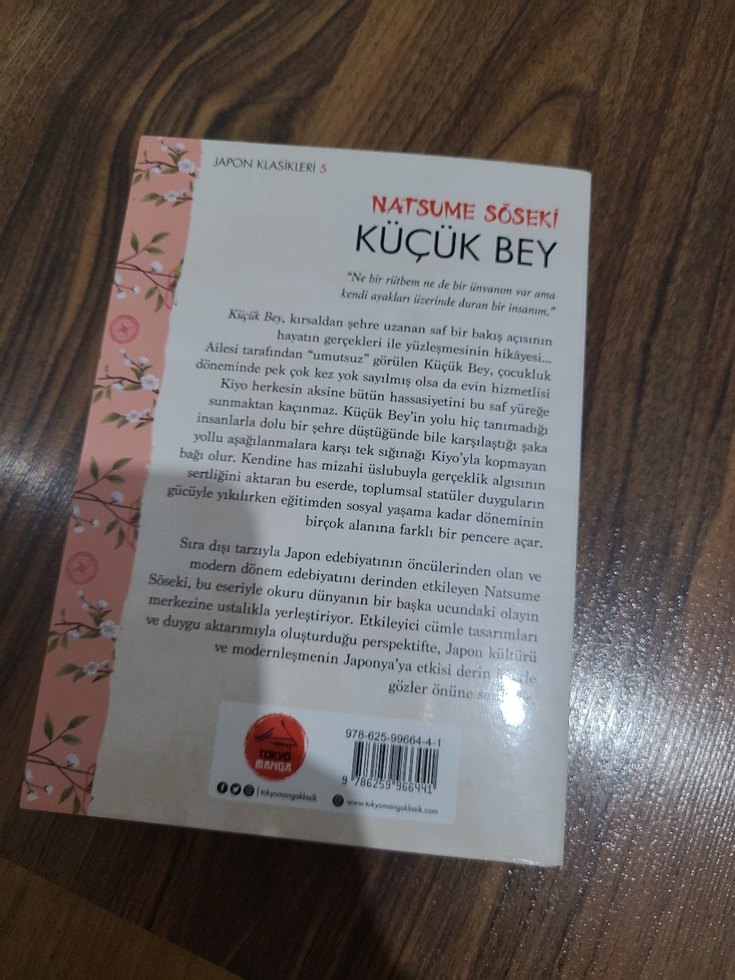 JAPON KLASİKLERİ 5
NATSUME SŌSEKİ
KÜÇÜK BEY
"Ne bir rütbem ne de bir ünvanım var ama
kendi ayakları üzerinde duran bir insanım."
Küçük Bey, kırsaldan şehre uzanan saf bir bakış açısının
hayatın gerçekleri ile yüzleşmesinin hikâyesi...
Ailesi tarafından "umutsuz" görülen Küçük Bey, çocukluk
döneminde pek çok kez yok sayılmış olsa da evin hizmetlisi
Kiyo herkesin aksine bütün hassasiyetini bu saf yüreğe
sunmaktan kaçınmaz. Küçük Bey'in yolu hiç tanımadığı
insanlarla dolu bir şehre düştüğünde bile karşılaştığı şaka
yollu aşağılanmalara karşı tek sığınağı Kiyo'yla kopmayan
bağı olur. Kendine has mizahi üslubuyla gerçeklik algısının
sertliğini aktaran bu eserde, toplumsal statüler duyguların
gücüyle yıkılırken eğitimden sosyal yaşama kadar döneminin
birçok alanına farklı bir pencere açar.
Sıra dışı tarzıyla Japon edebiyatının öncülerinden olan ve
modern dönem edebiyatını derinden etkileyen Natsume
Sōseki, bu eseriyle okuru dünyanın bir başka ucundaki olayın
merkezine ustalıkla yerleştiriyor. Etkileyici cümle tasarımları
ve duygu aktarımıyla oluşturduğu perspektifte, Japon kültürü
ve modernleşmenin Japonya'ya etkisi derin
gözler önüne
TOKYO
MANGA
978-625-99664-4-1
9 786259 966441
| tokyomangaklasik
www.tokyomangaklasik.com